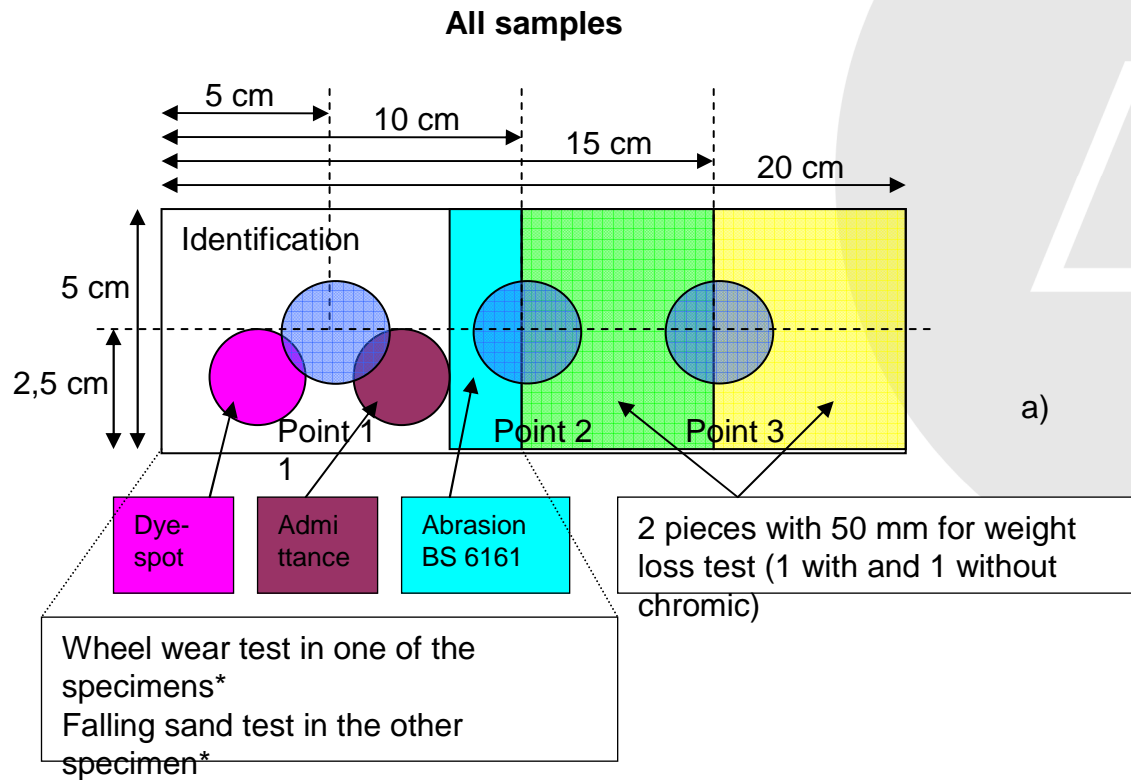 All samples
5 cm
10 cm
15 cm
20 cm
Identification
5 cm
2,5 cm
a)
Point 1
1
Point 2
Point 3
Dye-
spot
Admi
ttance
Abrasion
BS 6161
2 pieces with 50 mm for weight
loss test (1 with and 1 without
chromic)
Wheel wear test in one of the
specimens*
Falling sand test in the other
specimen*